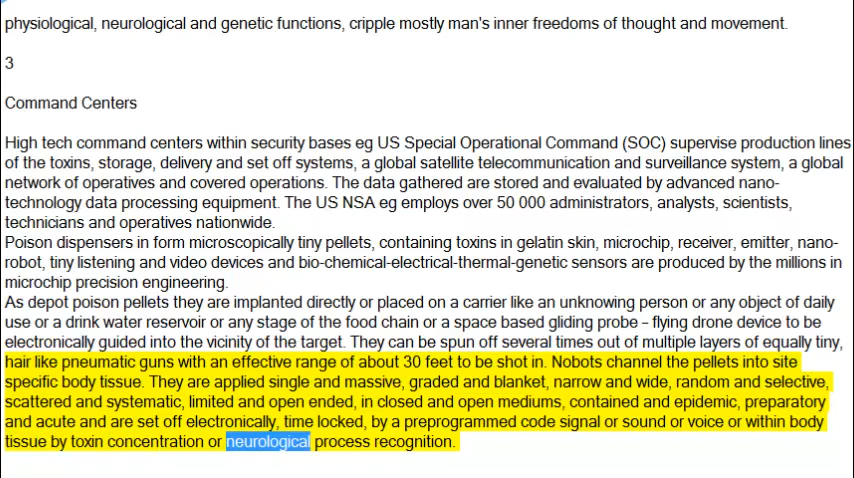 physiological, neurological and genetic functions, cripple mostly man's inner freedoms of thought and movement.
3
Command Centers
High tech command centers within security bases eg US Special Operational Command (SOC) supervise production lines
of the toxins, storage, delivery and set off systems, a global satellite telecommunication and surveillance system, a global
network of operatives and covered operations. The data gathered are stored and evaluated by advanced nano-
technology data processing equipment. The US NSA eg employs over 50 000 administrators, analysts, scientists,
technicians and operatives nationwide.
Poison dispensers in form microscopically tiny pellets, containing toxins in gelatin skin, microchip, receiver, emitter, nano-
robot, tiny listening and video devices and bio-chemical-electrical-thermal-genetic sensors are produced by the millions in
microchip precision engineering.
As depot poison pellets they are implanted directly or placed on a carrier like an unknowing person or any object of daily
use or a drink water reservoir or any stage of the food chain or a space based gliding probe – flying drone device to be
electronically guided into the vicinity of the target. They can be spun off several times out of multiple layers of equally tiny,
hair like pneumatic guns with an effective range of about 30 feet to be shot in. Nobots channel the pellets into site
specific body tissue. They are applied single and massive, graded and blanket, narrow and wide, random and selective,
scattered and systematic, limited and open ended, in closed and open mediums, contained and epidemic, preparatory
and acute and are set off electronically, time locked, by a preprogrammed code signal or sound or voice or within body
tissue by toxin concentration or neurological process recognition.